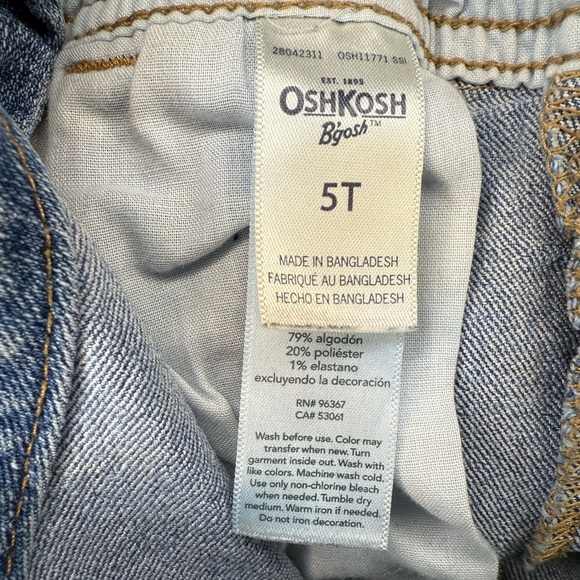 28042311 OSH11771 SSI
EST. 1895
OSHKOSH
B'gosh™
5T
MADE IN BANGLADESH
FABRIQUÉ AU BANGLADESH
HECHO EN BANGLADESH
79% algodón
20% poliéster
1% elastano
excluyendo la decoración
RN# 96367
CA# 53061
Wash before use. Color may
transfer when new. Turn
garment inside out. Wash with
like colors. Machine wash cold.
Use only non-chlorine bleach
when needed. Tumble dry
medium. Warm iron if needed.
Do not iron decoration.